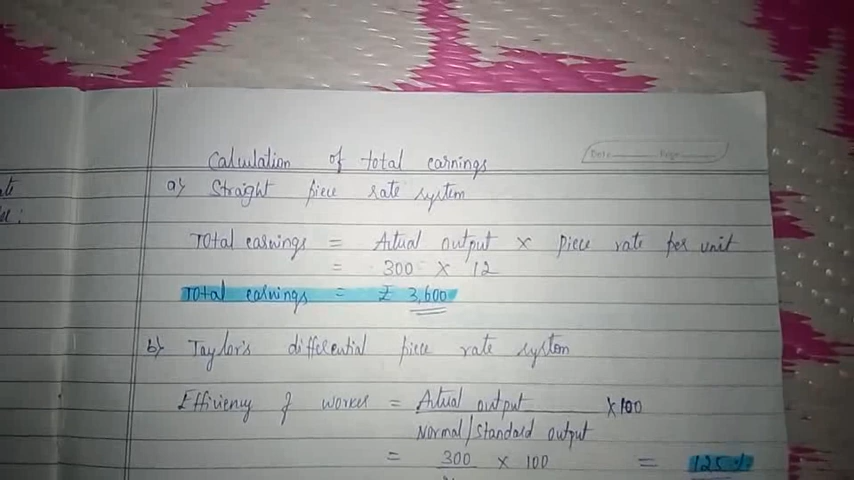 Date Page
Calculation of total earnings
a) Straight piece rate system
Total earnings = Actual output × piece rate per unit
= 300 × 12
Total earnings = ₹ 3,600
b) Taylor's differential piece rate system
Efficiency of worker = Actual output ×100
Normal/Standard output
= 300 × 100 = 125%